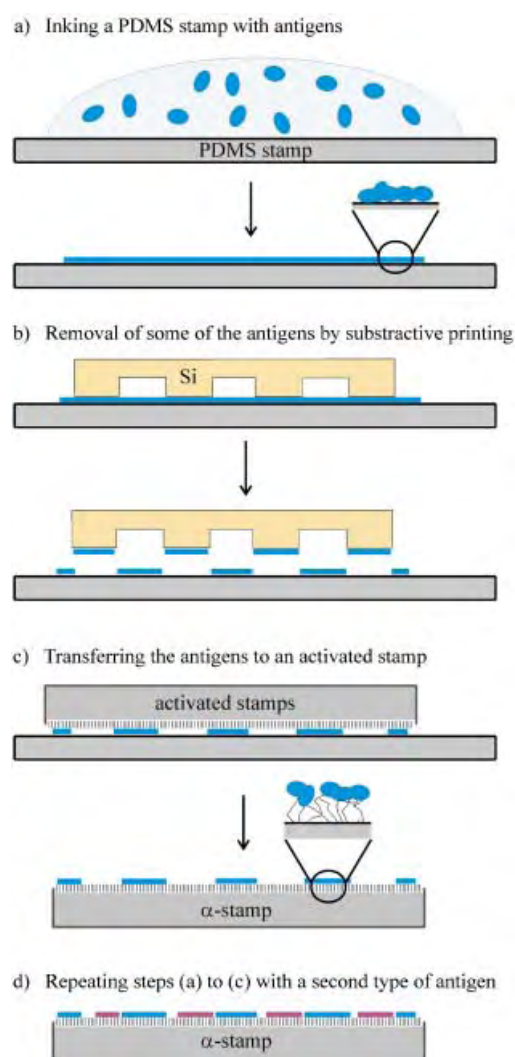 a) Inking a PDMS stamp with antigens
PDMS stamp
b) Removal of some of the antigens by substractive printing
Si
c) Transferring the antigens to an activated stamp
activated stamps
α-stamp
d) Repeating steps (a) to (c) with a second type of antigen
α-stamp